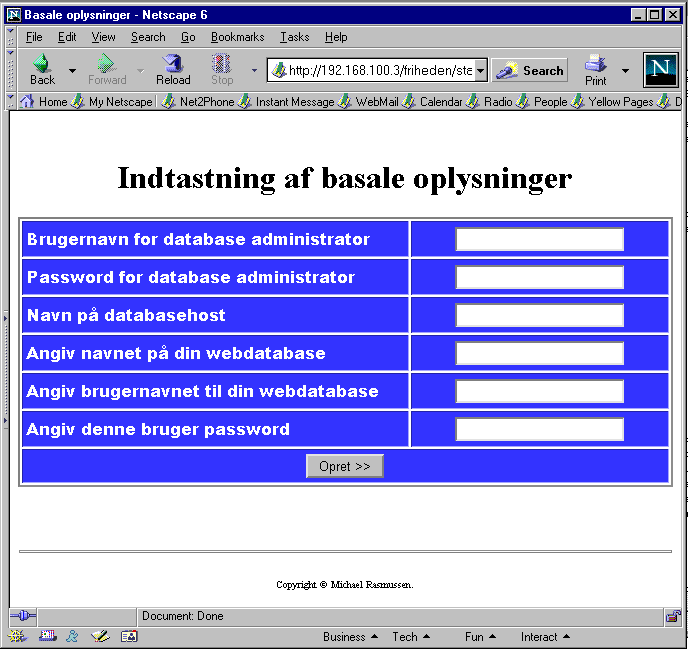 Basale oplysninger - Netscape 6
File Edit View Search Go Bookmarks Tasks Help
Back Forward Reload Stop http://192.168.100.3/friheden/ste Search Print N
Home My Netscape Net2Phone Instant Message WebMail Calendar Radio People Yellow Pages D
Indtastning af basale oplysninger
Brugernavn for database administrator
Password for database administrator
Navn på databasehost
Angiv navnet på din webdatabase
Angiv brugernavnet til din webdatabase
Angiv denne bruger password
Opret >>
Copyright © Michael Rasmussen.
Document: Done
Business Tech Fun Interact